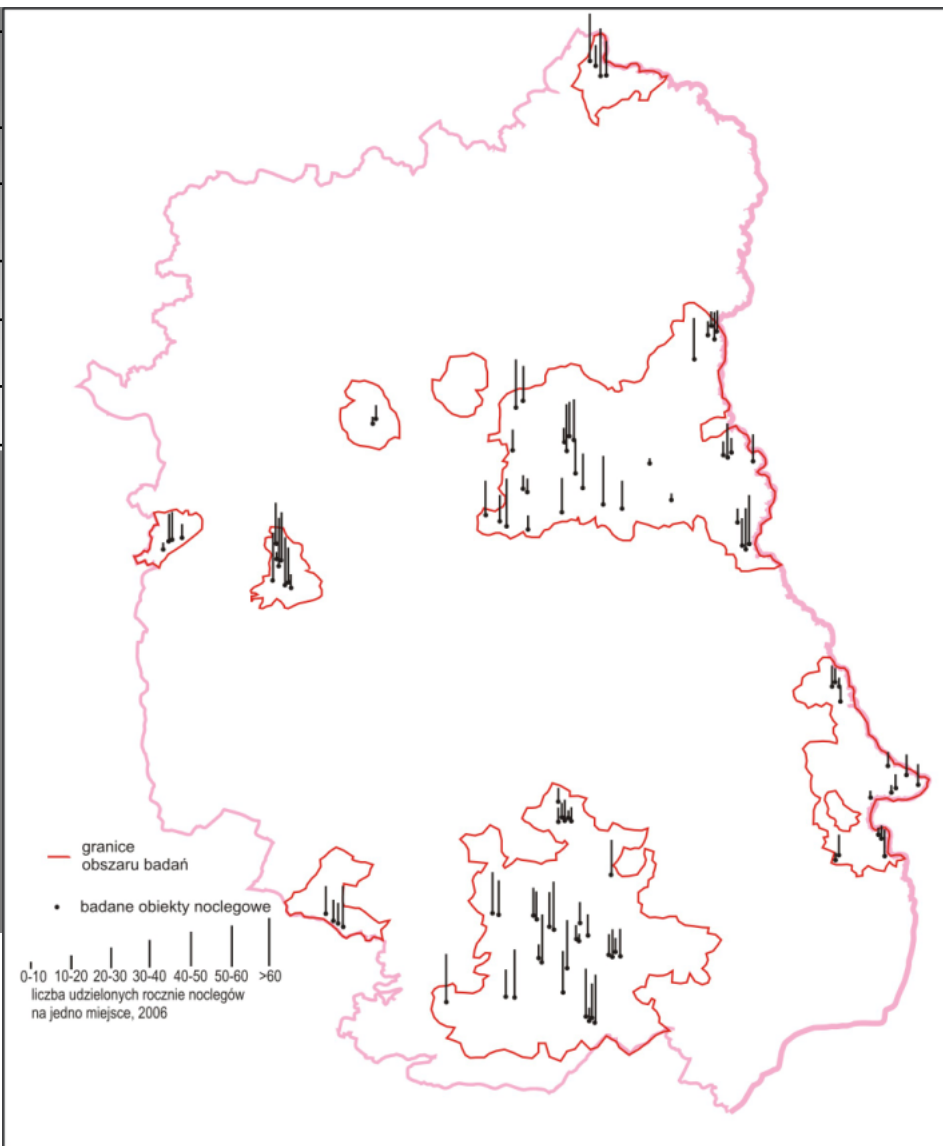 granice
obszaru badań
badane obiekty noclegowe
0-10 10-20 20-30 30-40 40-50 50-60 >60
liczba udzielonych rocznie noclegów
na jedno miejsce, 2006